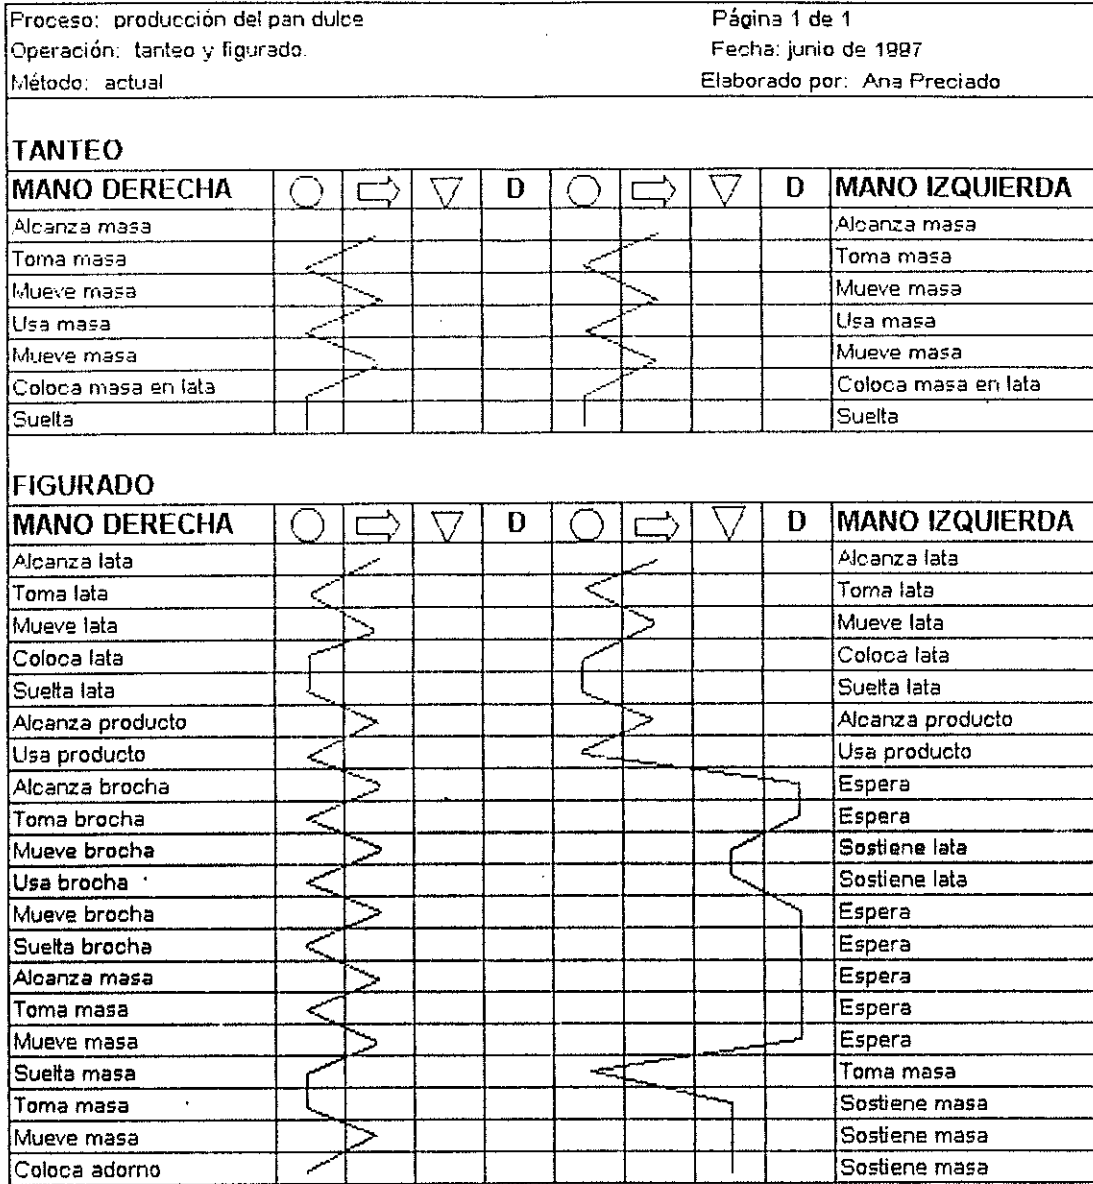 Proceso: producción del pan dulce Página 1 de 1
Operación: tanteo y figurado. Fecha: junio de 1997
Método: actual Elaborado por: Ana Preciado
TANTEO
MANO DERECHA D D MANO IZQUIERDA
Alcanza masa Alcanza masa
Toma masa Toma masa
Mueve masa Mueve masa
Usa masa Usa masa
Mueve masa Mueve masa
Coloca masa en lata Coloca masa en lata
Suelta Suelta
FIGURADO
MANO DERECHA D D MANO IZQUIERDA
Alcanza lata Alcanza lata
Toma lata Toma lata
Mueve lata Mueve lata
Coloca lata Coloca lata
Suelta lata Suelta lata
Alcanza producto Alcanza producto
Usa producto Usa producto
Alcanza brocha Espera
Toma brocha Espera
Mueve brocha Sostiene lata
Usa brocha Sostiene lata
Mueve brocha Espera
Suelta brocha Espera
Alcanza masa Espera
Toma masa Espera
Mueve masa Espera
Suelta masa Toma masa
Toma masa Sostiene masa
Mueve masa Sostiene masa
Coloca adorno Sostiene masa